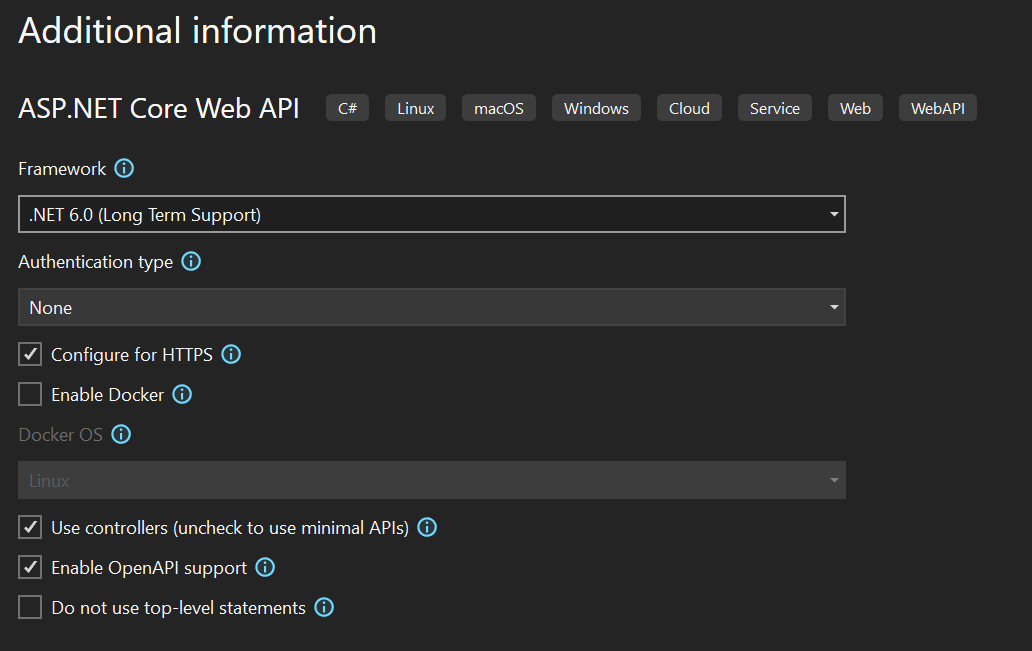 Additional information
ASP.NET Core Web API C# Linux macOS Windows Cloud Service Web WebAPI
Framework
.NET 6.0 (Long Term Support)
Authentication type
None
Configure for HTTPS
Enable Docker
Docker OS
Linux
Use controllers (uncheck to use minimal APIs)
Enable OpenAPI support
Do not use top-level statements